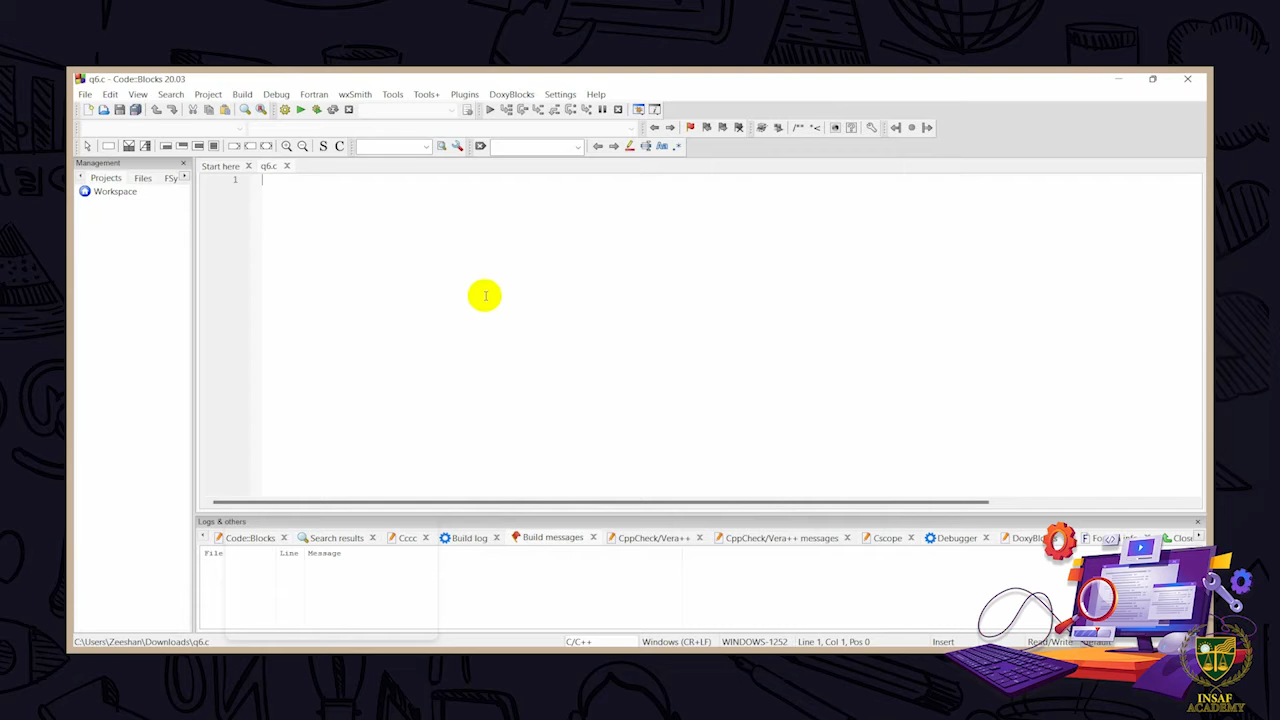 q6.c - Code::Blocks 20.03
File Edit View Search Project Build Debug Fortran wxSmith Tools Tools+ Plugins DoxyBlocks Settings Help
/** *<
S C
Aa .*
Management
Projects Files FSy
Workspace
Start here q6.c
1
Logs & others
Code::Blocks Search results Cccc Build log Build messages CppCheck/Vera++ CppCheck/Vera++ messages Cscope Debugger
File Line Message
C:\Users\Zeeshan\Downloads\q6.c C/C++ Windows (CR+LF) WINDOWS-1252 Line 1, Col 1, Pos 0 Insert Read/Write
INSAF
ACADEMY